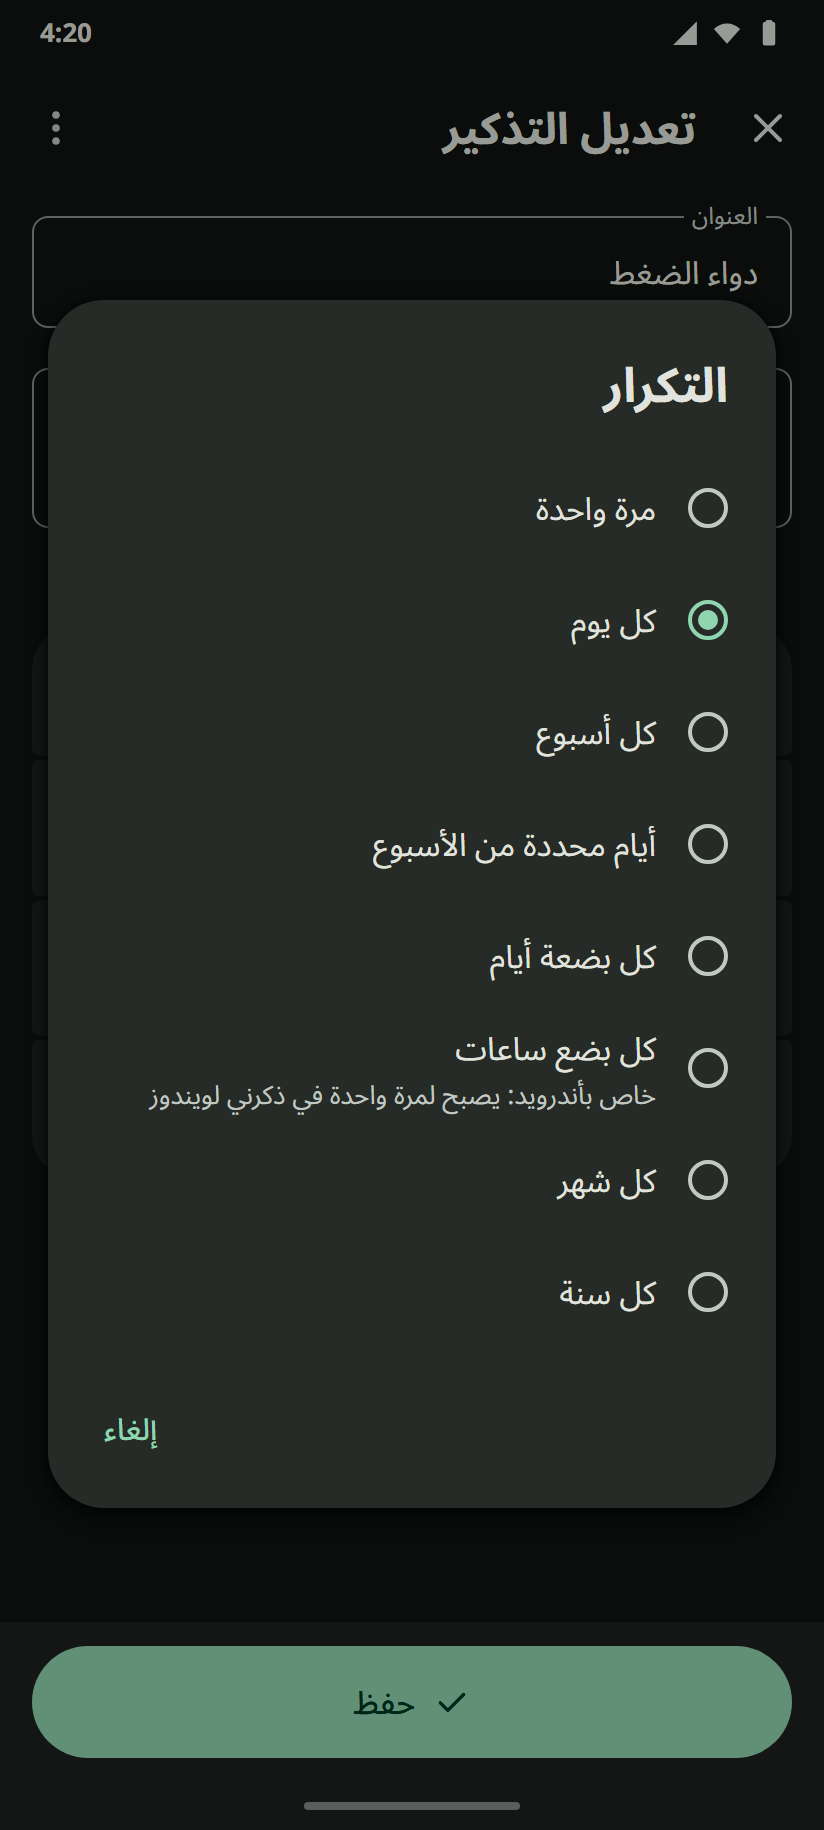 4:20
تعديل التذكير
العنوان
دواء الضغط
التكرار
مرة واحدة
كل يوم
كل أسبوع
أيام محددة من الأسبوع
كل بضعة أيام
كل بضع ساعات
خاص بأندرويد: يصبح لمرة واحدة في ذكرني لويندوز
كل شهر
كل سنة
إلغاء
حفظ